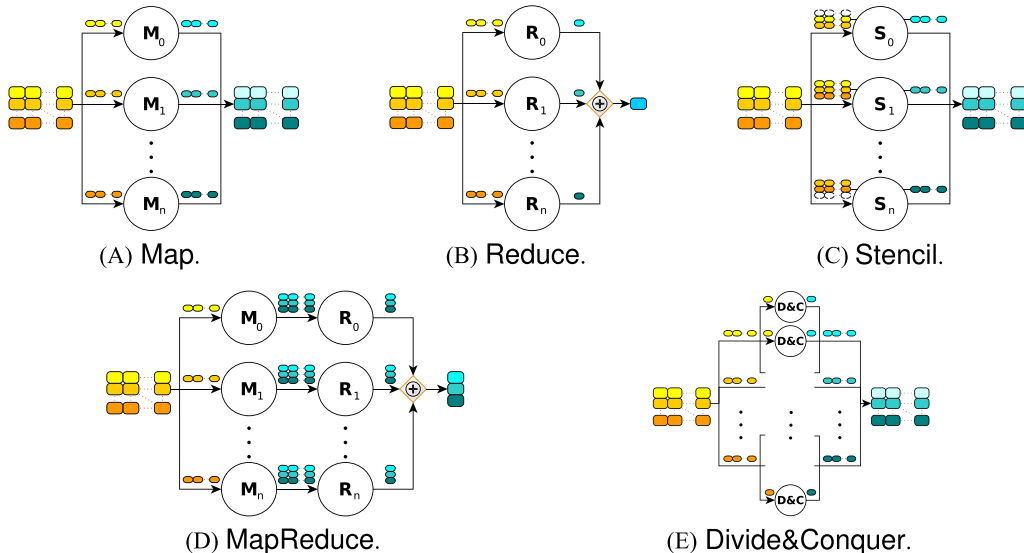 M0
M1
Mn
(A) Map.
R0
R1
Rn
(B) Reduce.
S0
S1
Sn
(C) Stencil.
M0 R0
M1 R1
Mn Rn
(D) MapReduce.
D&C
D&C
D&C
(E) Divide&Conquer.